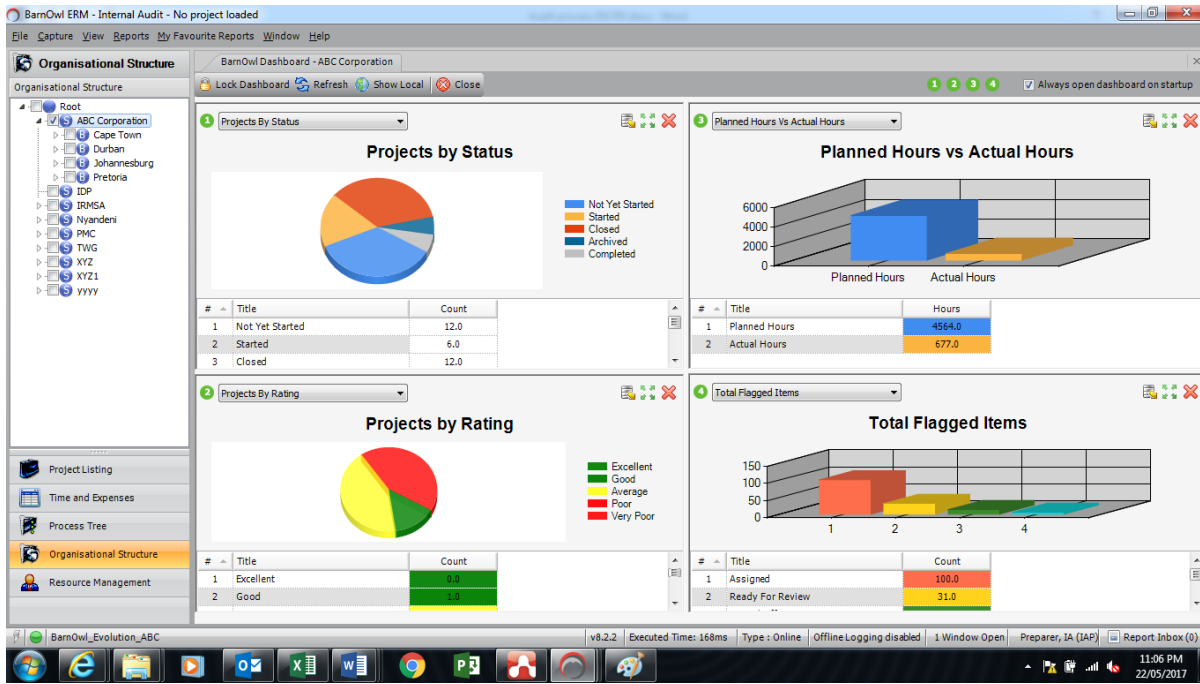 BarnOwl ERM - Internal Audit - No project loaded
File Capture View Reports My Favourite Reports Window Help
Organisational Structure
Organisational Structure
Root
ABC Corporation
Cape Town
Durban
Johannesburg
Pretoria
IDP
IRMSA
Nyandeni
PMC
TWG
XYZ
XYZ1
yyyy
Project Listing
Time and Expenses
Process Tree
Organisational Structure
Resource Management
BarnOwl Dashboard - ABC Corporation
Lock Dashboard Refresh Show Local Close
1 2 3 4 Always open dashboard on startup
1 Projects By Status
Projects by Status
Not Yet Started
Started
Closed
Archived
Completed
# Title Count
1 Not Yet Started 12.0
2 Started 6.0
3 Closed 12.0
3 Planned Hours Vs Actual Hours
Planned Hours vs Actual Hours
6000
4000
2000
0
Planned Hours Actual Hours
# Title Hours
1 Planned Hours 4564.0
2 Actual Hours 677.0
2 Projects By Rating
Projects by Rating
Excellent
Good
Average
Poor
Very Poor
# Title Count
1 Excellent 0.0
2 Good 1.0
4 Total Flagged Items
Total Flagged Items
150
100
50
0
1 2 3 4
# Title Count
1 Assigned 100.0
2 Ready For Review 31.0
BarnOwl_Evolution_ABC v8.2.2 Executed Time: 168ms Type : Online Offline Logging disabled 1 Window Open Preparer, IA (IAP) Report Inbox (0)
11:06 PM
22/05/2017